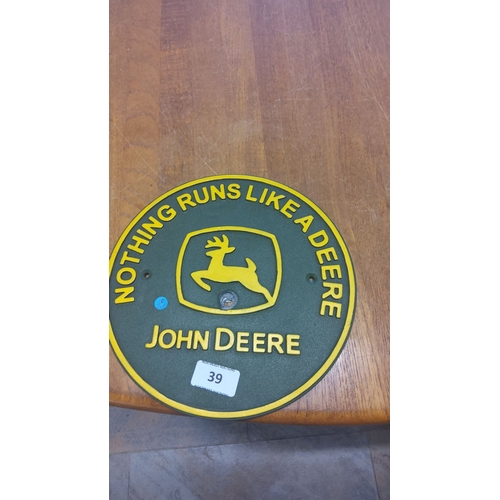 NOTHING RUNS LIKE A DEERE
JOHN DEERE
39